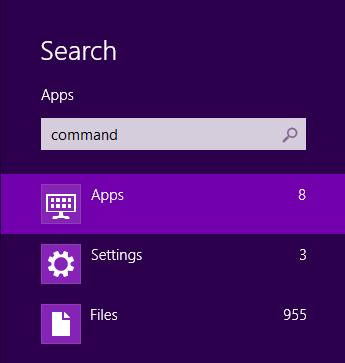 Search
Apps
command
Apps 8
Settings 3
Files 955